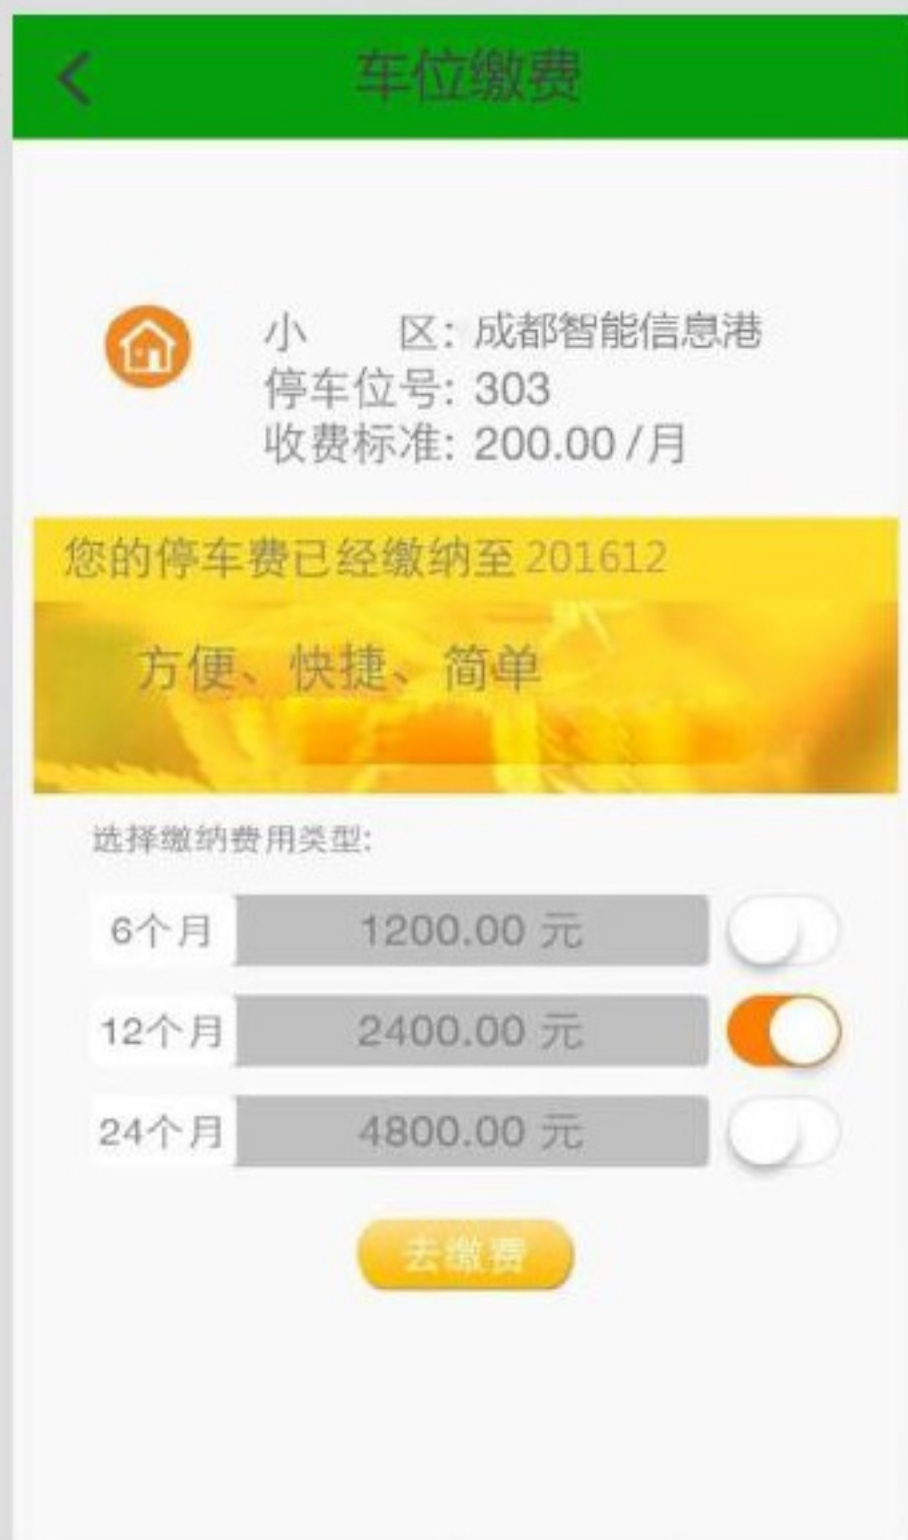 车位缴费
小 区: 成都智能信息港
停车位号: 303
收费标准: 200.00 /月
您的停车费已经缴纳至 201612
方便、快捷、简单
选择缴纳费用类型:
6个月 1200.00 元
12个月 2400.00 元
24个月 4800.00 元
去缴费